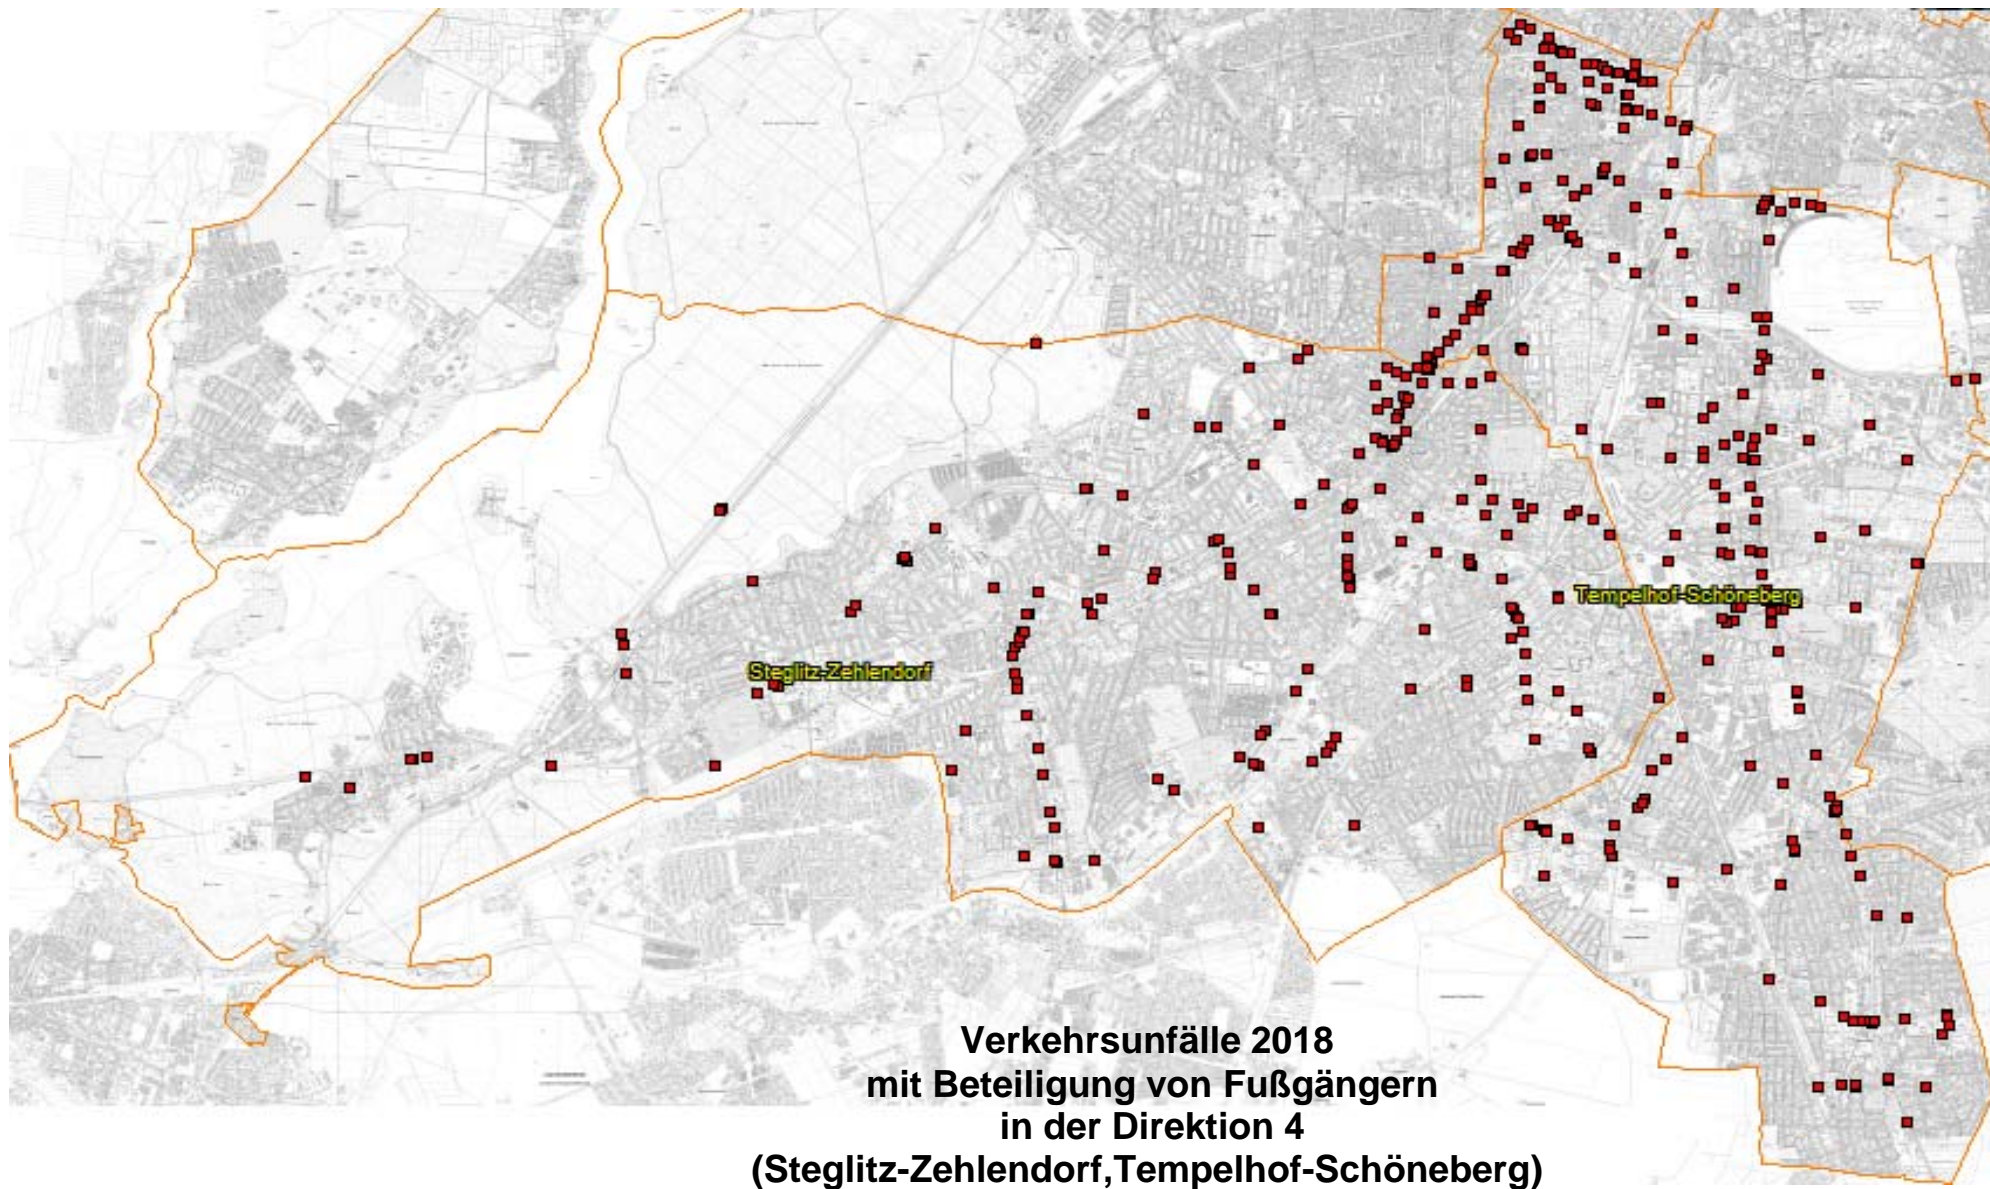 Tempelhof-Schöneberg
Steglitz-Zehlendorf
Verkehrsunfälle 2018
mit Beteiligung von Fußgängern
in der Direktion 4
(Steglitz-Zehlendorf,Tempelhof-Schöneberg)